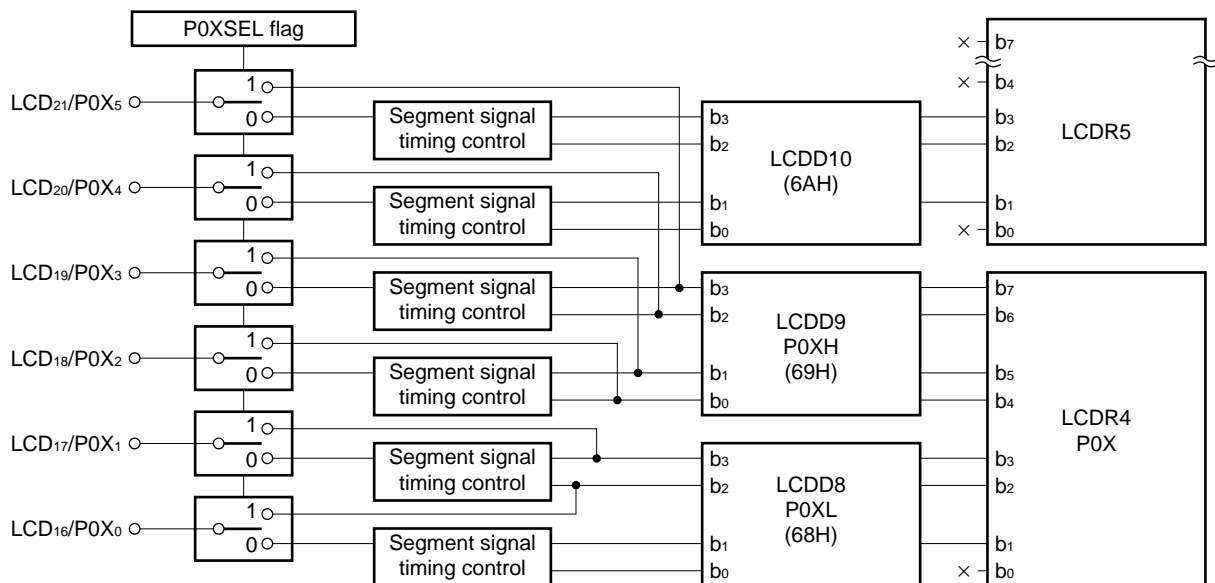 P0XSEL flag
LCD21/P0X5
1
0
Segment signal
timing control
LCD20/P0X4
1
0
Segment signal
timing control
LCD19/P0X3
1
0
Segment signal
timing control
LCD18/P0X2
1
0
Segment signal
timing control
LCD17/P0X1
1
0
Segment signal
timing control
LCD16/P0X0
1
0
Segment signal
timing control
b3
b2
b1
b0
LCDD10
(6AH)
b3
b2
b1
b0
LCDD9
P0XH
(69H)
b3
b2
b1
b0
LCDD8
P0XL
(68H)
× b7
× b4
b3
b2
b1
× b0
LCDR5
b7
b6
b5
b4
b3
b2
b1
× b0
LCDR4
P0X